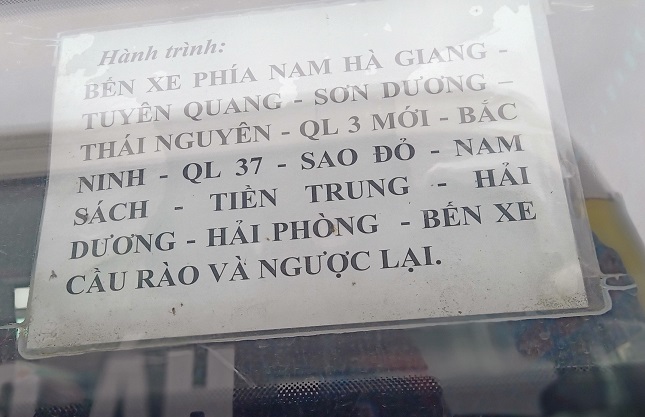 Hành trình:
BẾN XE PHÍA NAM HÀ GIANG -
TUYÊN QUANG - SƠN DƯƠNG –
THÁI NGUYÊN - QL 3 MỚI - BẮC
NINH - QL 37 - SAO ĐỎ - NAM
SÁCH - TIỀN TRUNG - HẢI
DƯƠNG - HẢI PHÒNG - BẾN XE
CẦU RÀO VÀ NGƯỢC LẠI.